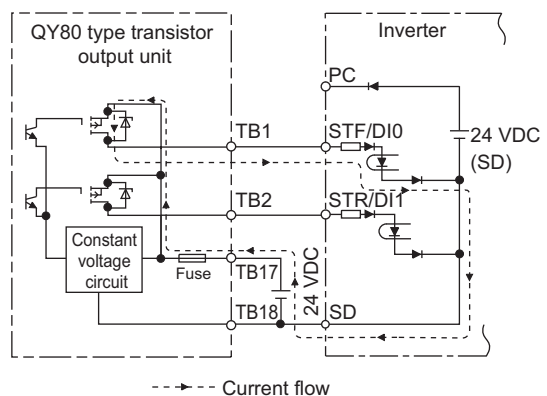 QY80 type transistor
output unit
Inverter
PC
TB1
STF/DI0
24 VDC
(SD)
TB2
STR/DI1
Constant
voltage
circuit
Fuse
TB17
24 VDC
TB18
SD
Current flow